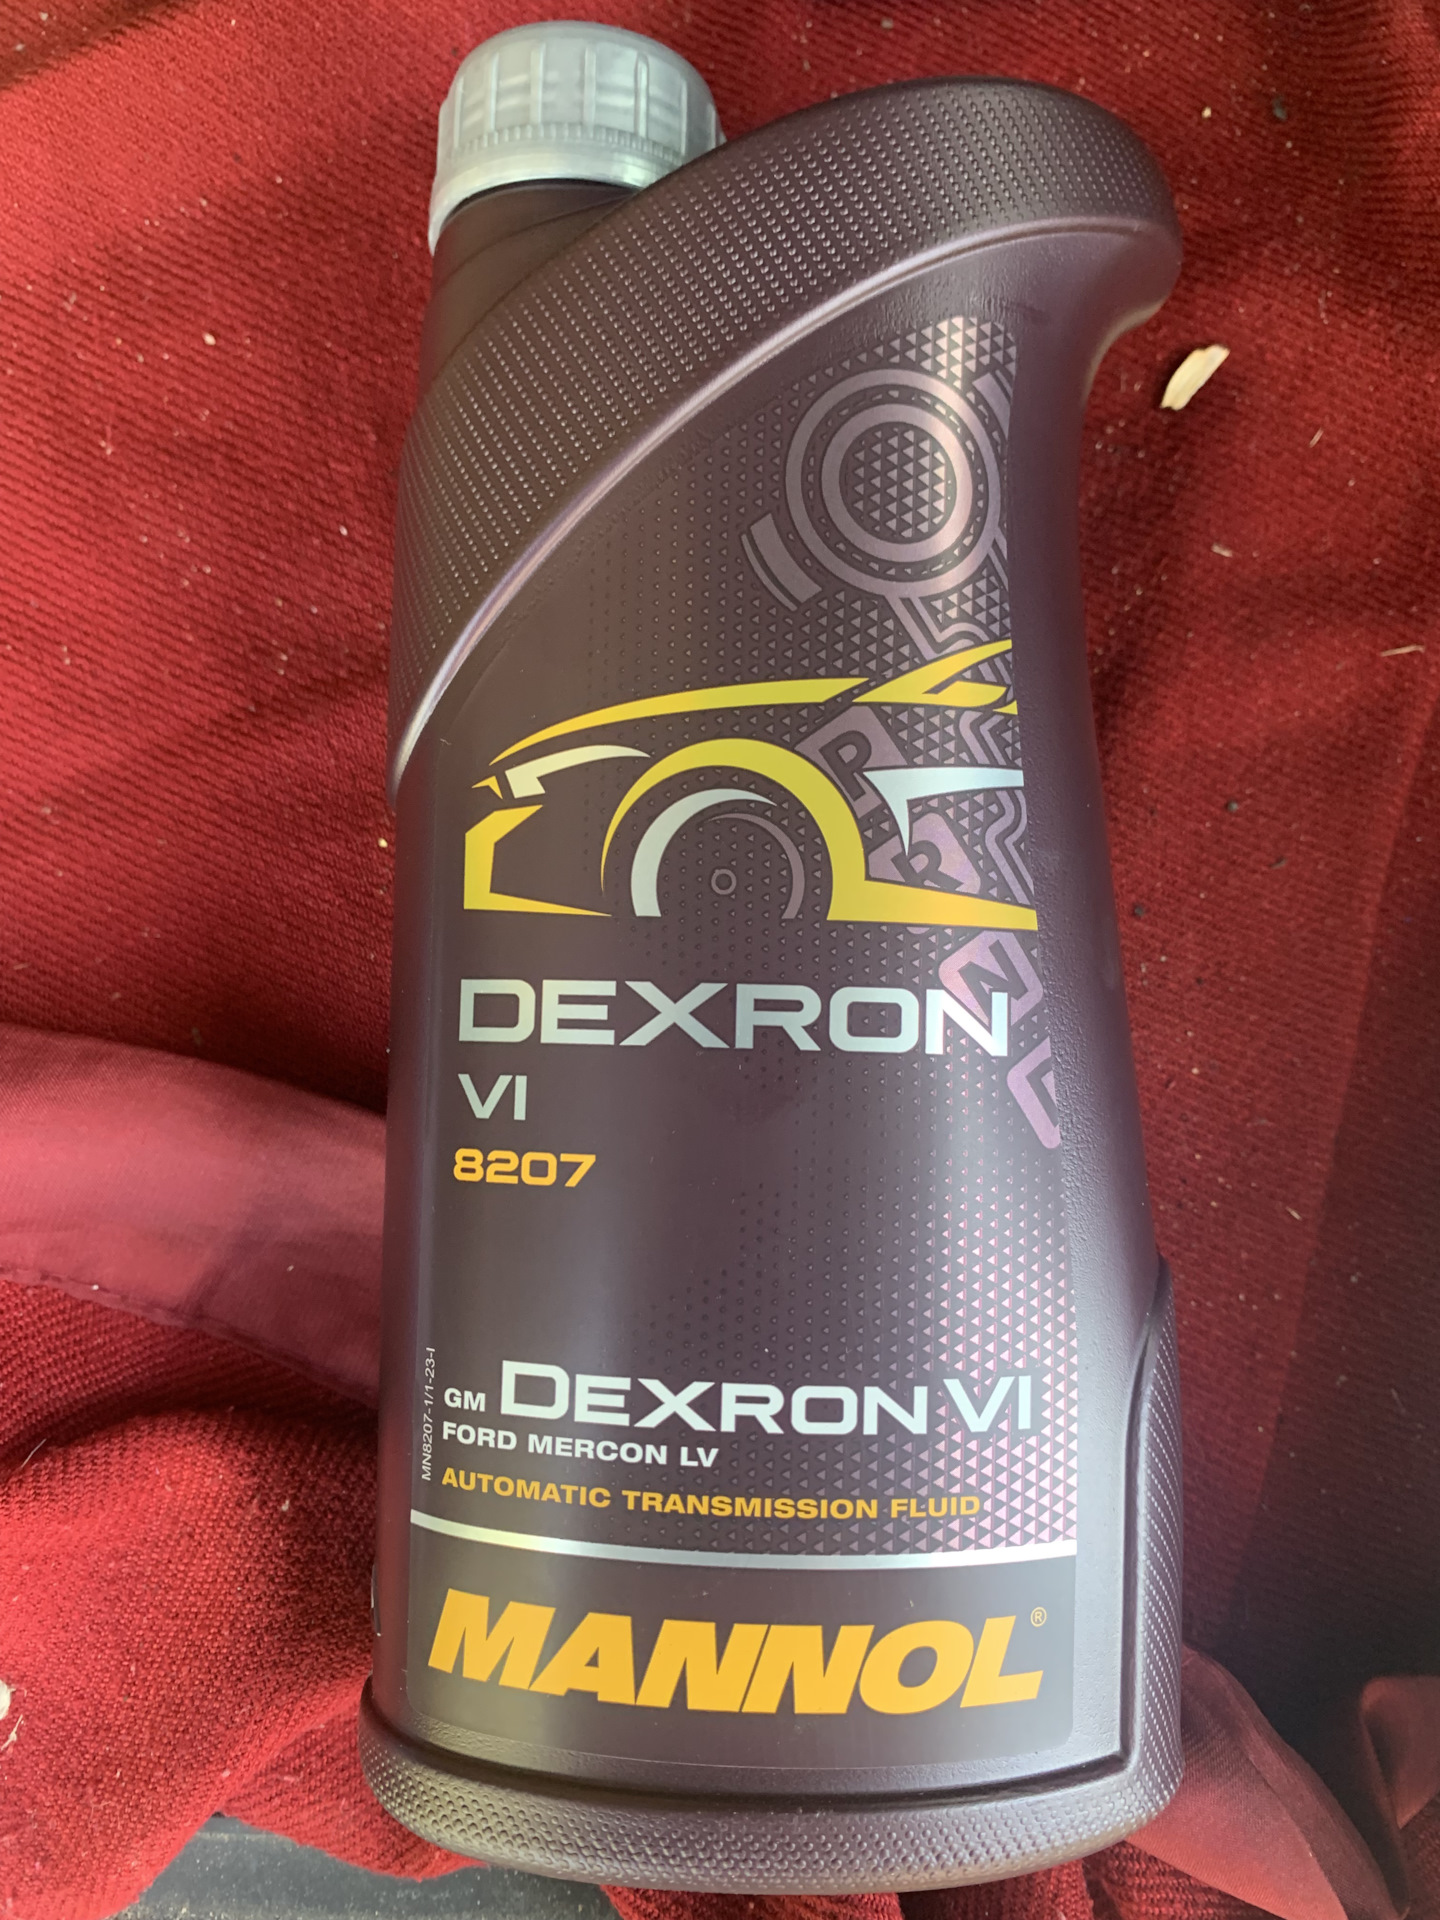 P
R
N
D
DEXRON
VI
8207
MN8207-1/1-23-I
GM DEXRON VI
FORD MERCON LV
AUTOMATIC TRANSMISSION FLUID
MANNOL®